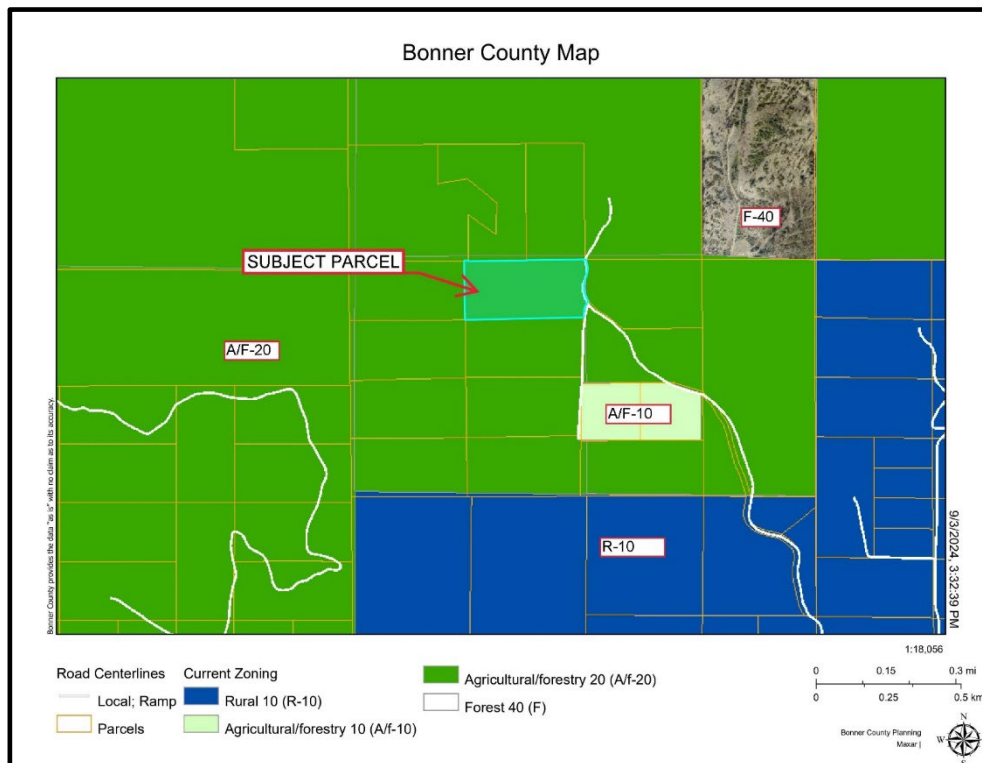 Bonner County Map
F-40
SUBJECT PARCEL
A/F-20
A/F-10
R-10
Bonner County provides the data "as is" with no claim as to its accuracy.
9/3/2024, 3:32:39 PM
1:18,056
Road Centerlines
Local; Ramp
Parcels
Current Zoning
Rural 10 (R-10)
Agricultural/forestry 10 (A/f-10)
Agricultural/forestry 20 (A/f-20)
Forest 40 (F)
0 0.15 0.3 mi
0 0.25 0.5 km
Bonner County Planning
Maxar |
N
W E
S